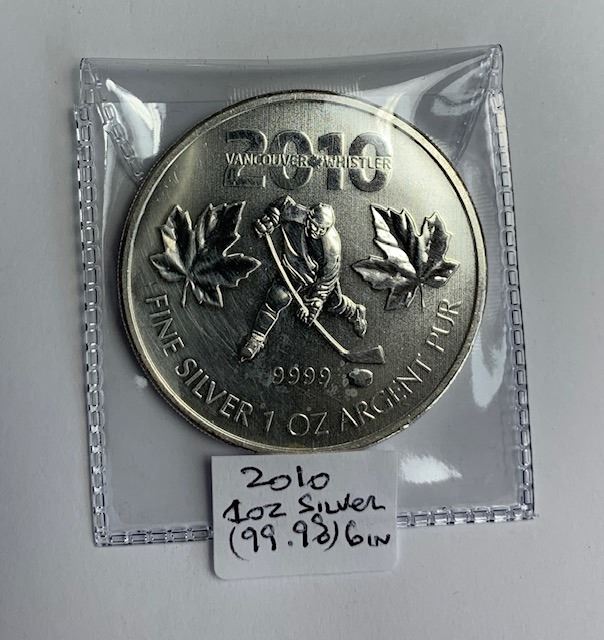 2010
VANCOUVER WHISTLER
9999
FINE SILVER 1 OZ ARGENT PUR
2010
1oz Silver
(99.98) 6in